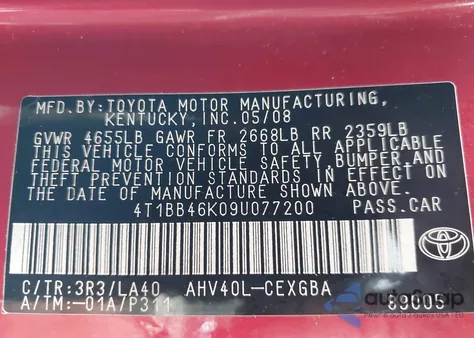 MFD.BY:TOYOTA MOTOR MANUFACTURING,
KENTUCKY,INC.05/08
GVWR 4655LB GAWR FR 2668LB RR 2359LB
THIS VEHICLE CONFORMS TO ALL APPLICABLE
FEDERAL MOTOR VEHICLE SAFETY,BUMPER,AND
THEFT PREVENTION STANDARDS IN EFFECT ON
THE DATE OF MANUFACTURE SHOWN ABOVE.
4T1BB46K09U077200 PASS.CAR
TOYOTA
C/TR:3R3/LA40 AHV40L-CEXGBA
A/TM:-01A/P311 89005